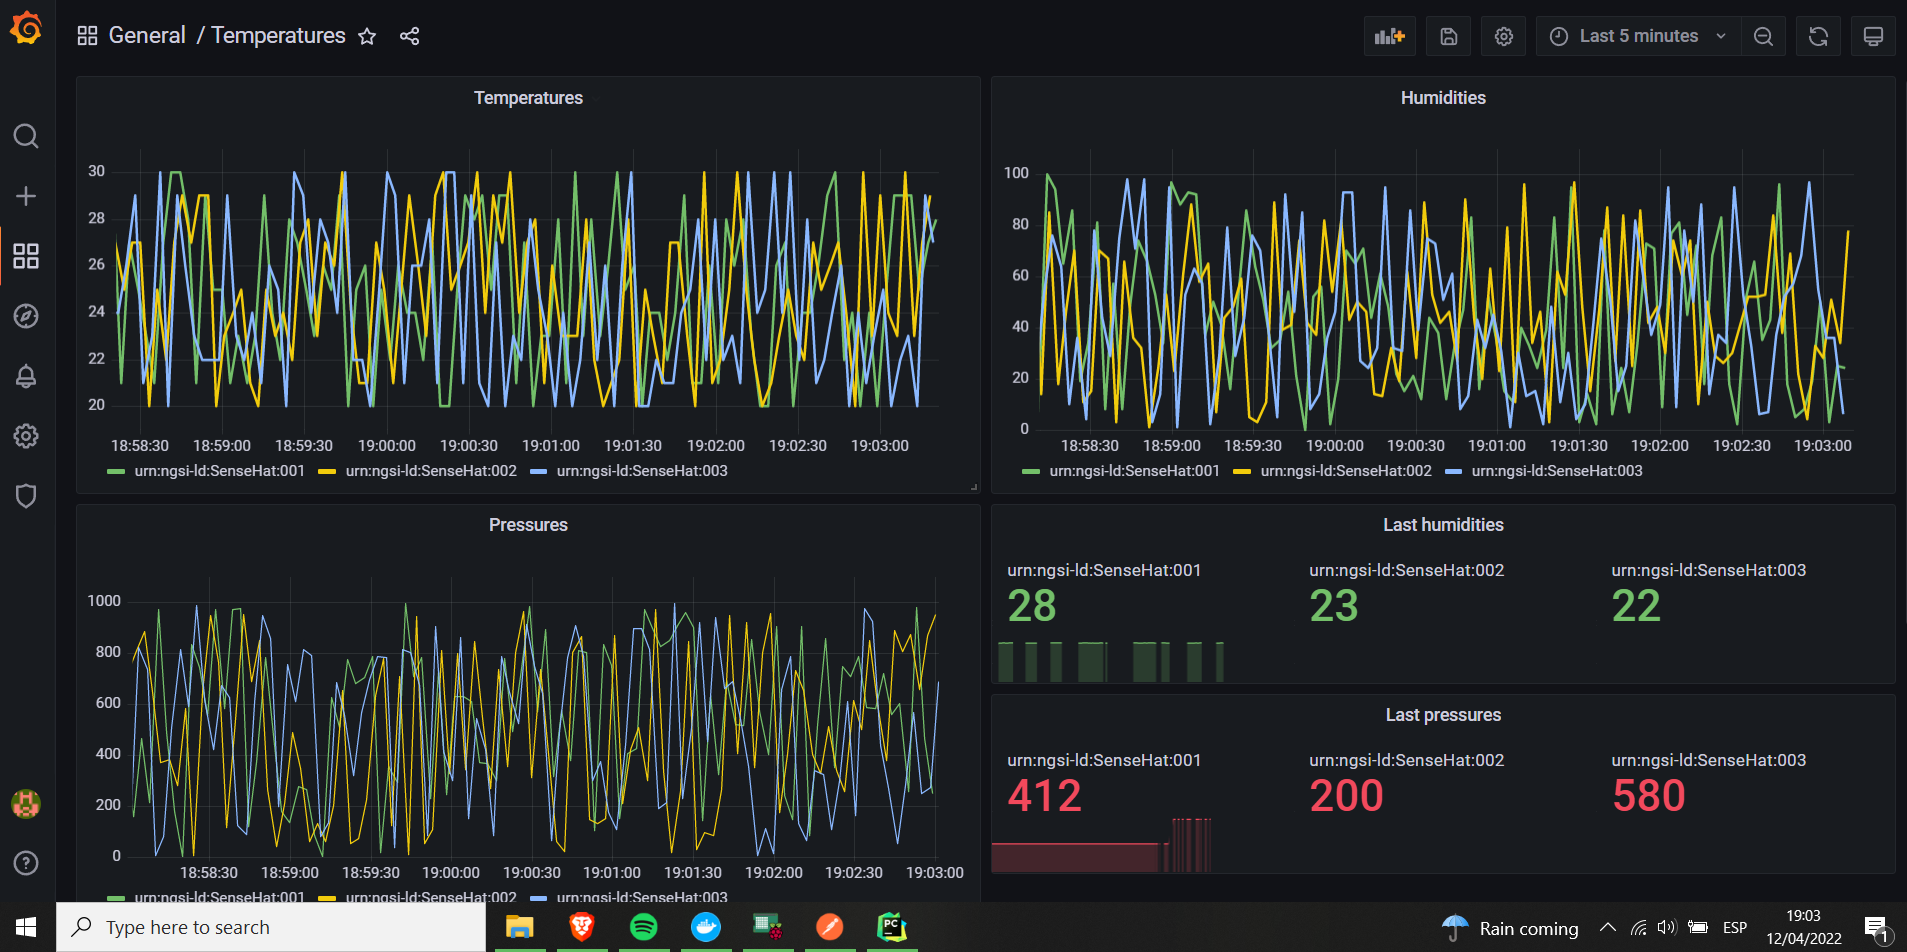 General / Temperatures
Last 5 minutes
Temperatures
30
28
26
24
22
20
18:58:30 18:59:00 18:59:30 19:00:00 19:00:30 19:01:00 19:01:30 19:02:00 19:02:30 19:03:00
urn:ngsi-ld:SenseHat:001 urn:ngsi-ld:SenseHat:002 urn:ngsi-ld:SenseHat:003
Humidities
100
80
60
40
20
0
18:58:30 18:59:00 18:59:30 19:00:00 19:00:30 19:01:00 19:01:30 19:02:00 19:02:30 19:03:00
urn:ngsi-ld:SenseHat:001 urn:ngsi-ld:SenseHat:002 urn:ngsi-ld:SenseHat:003
Pressures
1000
800
600
400
200
0
18:58:30 18:59:00 18:59:30 19:00:00 19:00:30 19:01:00 19:01:30 19:02:00 19:02:30 19:03:00
urn:ngsi-ld:SenseHat:001 urn:ngsi-ld:SenseHat:002 urn:ngsi-ld:SenseHat:003
Last humidities
urn:ngsi-ld:SenseHat:001 urn:ngsi-ld:SenseHat:002 urn:ngsi-ld:SenseHat:003
28 23 22
Last pressures
urn:ngsi-ld:SenseHat:001 urn:ngsi-ld:SenseHat:002 urn:ngsi-ld:SenseHat:003
412 200 580
Type here to search
PC
Rain coming
ESP
19:03
12/04/2022
1